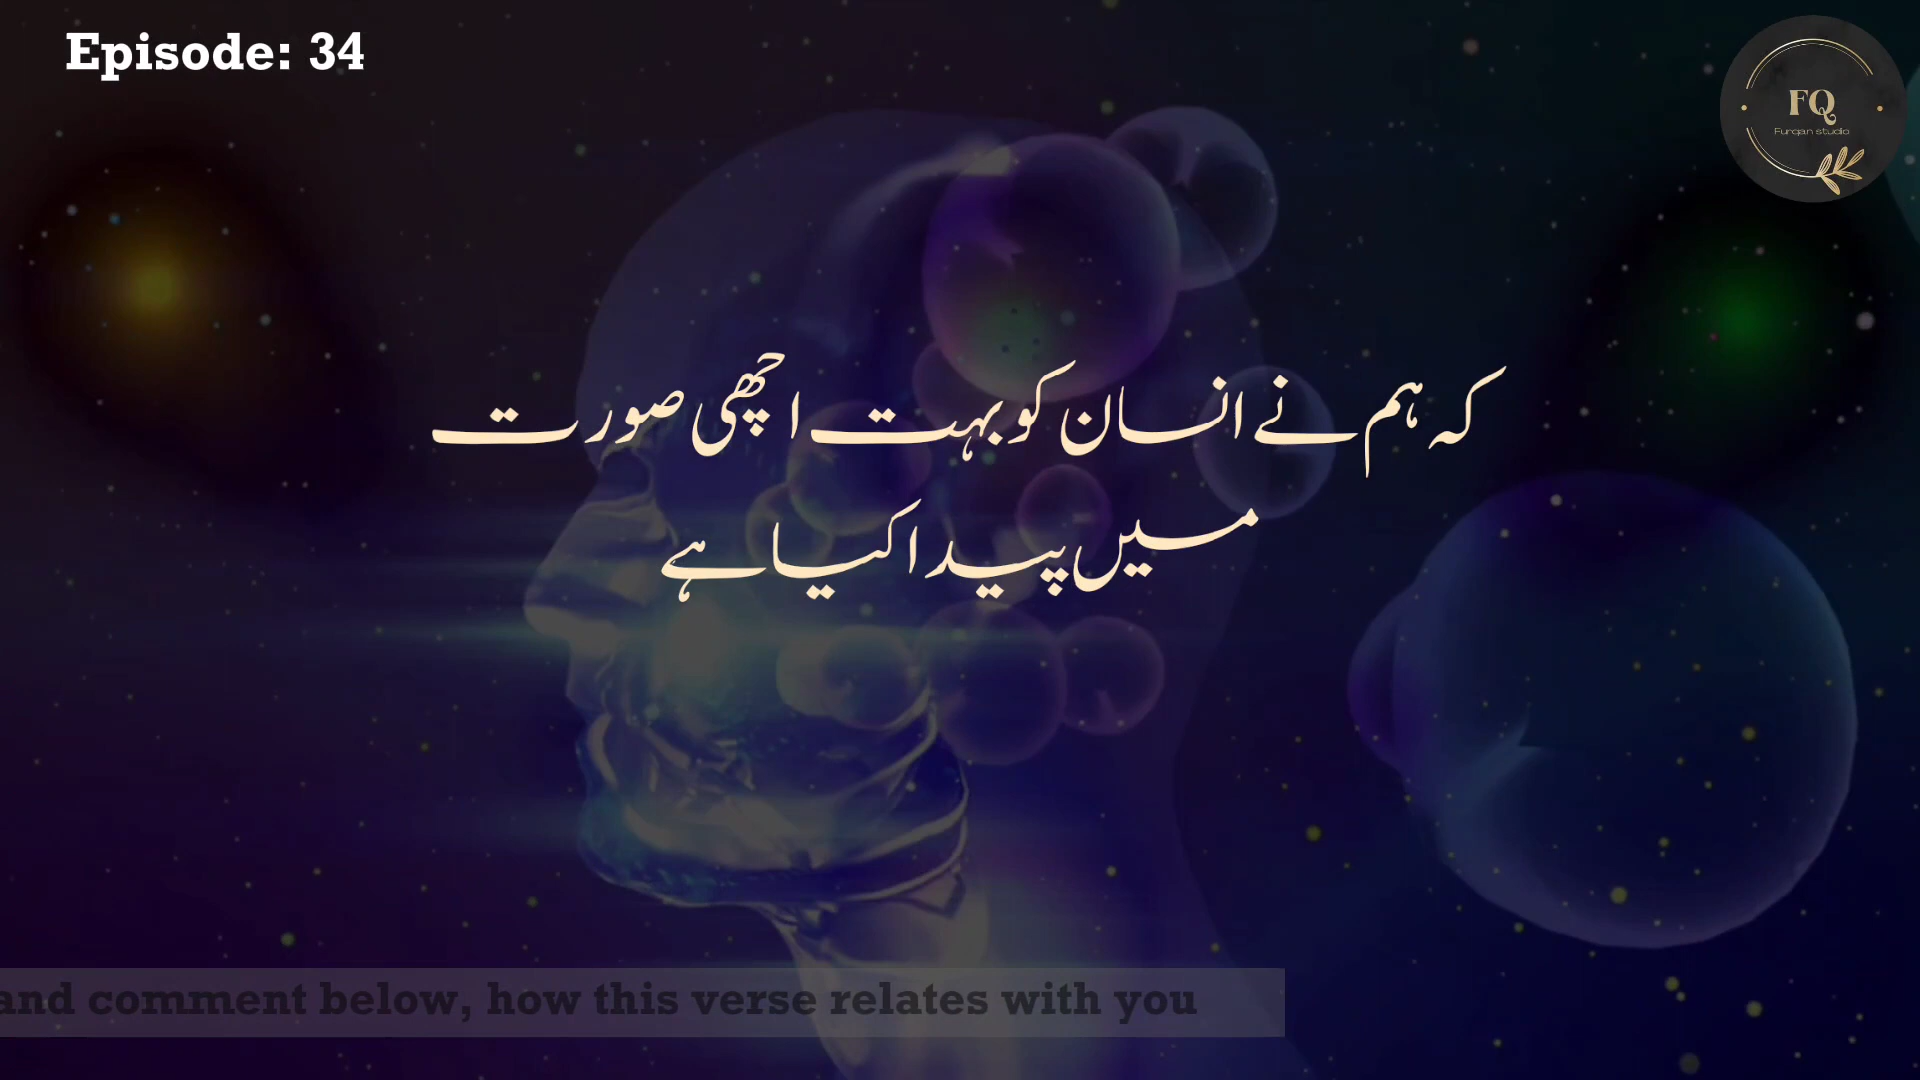 Episode: 34
FQ
Furqan studio
کہ ہم نے انسان کو بہت اچھی صورت
میں پیدا کیا ہے
and comment below, how this verse relates with you